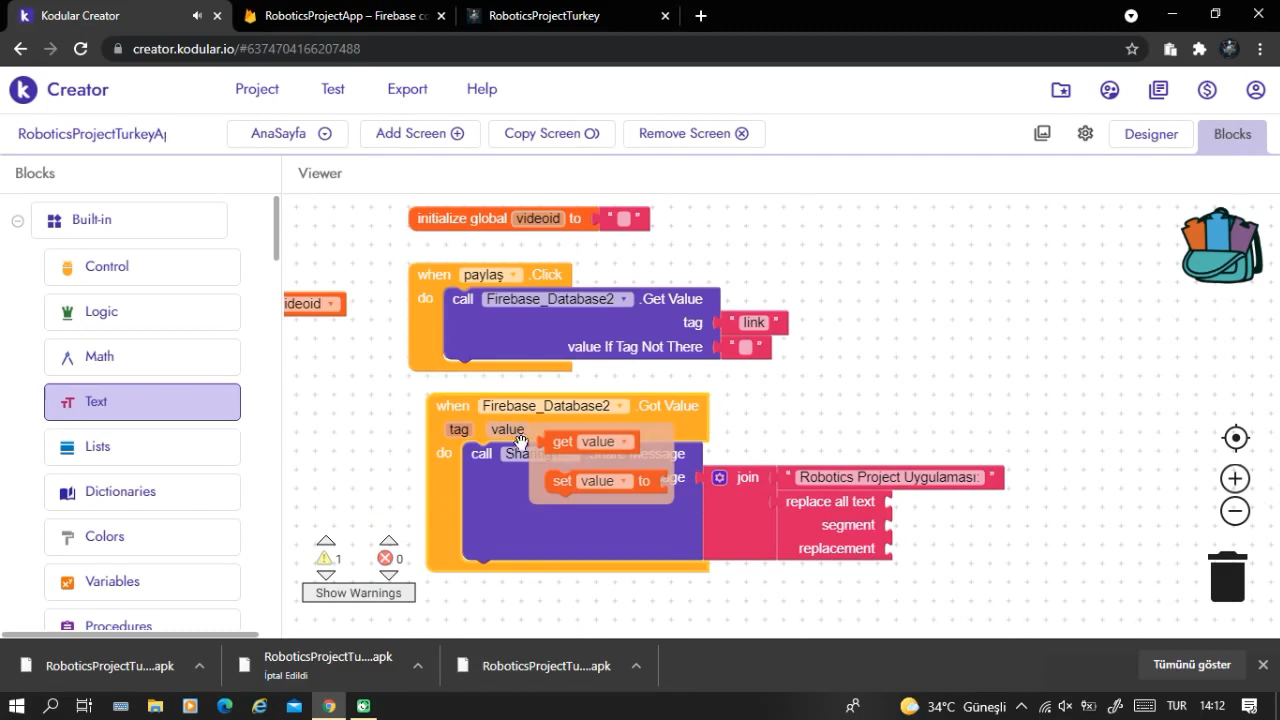 Kodular Creator
RoboticsProjectApp – Firebase co
RoboticsProjectTurkey
creator.kodular.io/#6374704166207488
Creator
Project
Test
Export
Help
RoboticsProjectTurkeyAp
AnaSayfa
Add Screen
Copy Screen
Remove Screen
Designer
Blocks
Blocks
Viewer
Built-in
Control
Logic
Math
Text
Lists
Dictionaries
Colors
Variables
Procedures
initialize global videoid to " "
when paylaş .Click
ideoid
do call Firebase_Database2 .Get Value
tag " link "
value If Tag Not There " "
when Firebase_Database2 .Got Value
tag value
get value
do call
set value to
join " Robotics Project Uygulaması: "
replace all text
segment
replacement
1
0
Show Warnings
RoboticsProjectTu....apk
RoboticsProjectTu....apk
İptal Edildi
RoboticsProjectTu....apk
Tümünü göster
34°C Güneşli
TUR
14:12